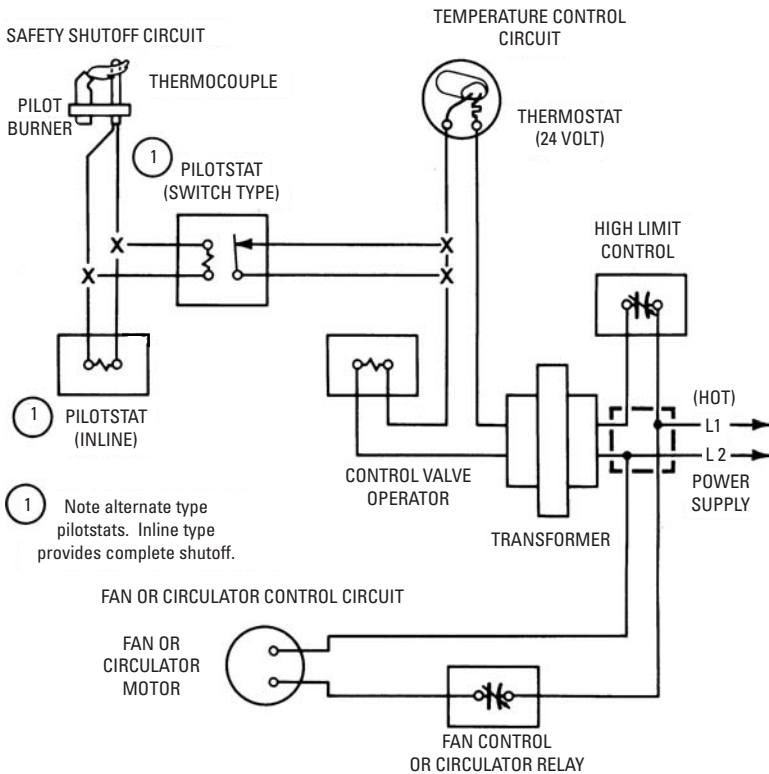 SAFETY SHUTOFF CIRCUIT
TEMPERATURE CONTROL
CIRCUIT
THERMOCOUPLE
PILOT
BURNER
THERMOSTAT
(24 VOLT)
1
PILOTSTAT
(SWITCH TYPE)
HIGH LIMIT
CONTROL
X
X
X
X
1
PILOTSTAT
(INLINE)
(HOT)
L1
L 2
POWER
SUPPLY
CONTROL VALVE
OPERATOR
TRANSFORMER
1
Note alternate type
pilotstats. Inline type
provides complete shutoff.
FAN OR CIRCULATOR CONTROL CIRCUIT
FAN OR
CIRCULATOR
MOTOR
FAN CONTROL
OR CIRCULATOR RELAY